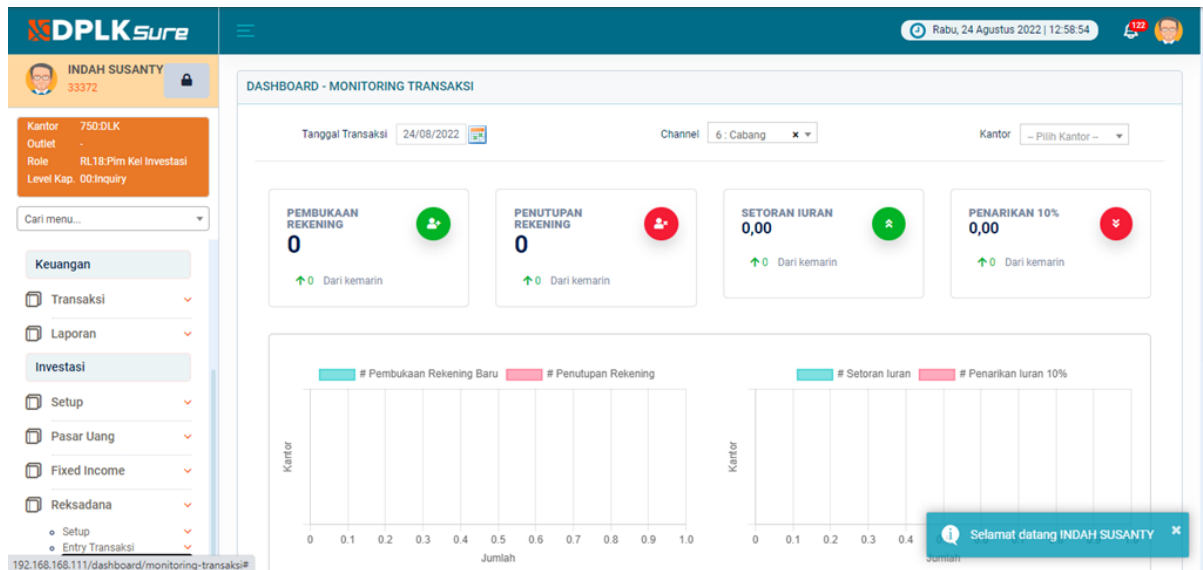 DPLKSure
Rabu, 24 Agustus 2022 | 12:58:54
122
INDAH SUSANTY
33372
Kantor 750:DLK
Outlet -
Role RL18:Pim Kel Investasi
Level Kap. 00:Inquiry
Cari menu...
Keuangan
Transaksi
Laporan
Investasi
Setup
Pasar Uang
Fixed Income
Reksadana
Setup
Entry Transaksi
192.168.168.111/dashboard/monitoring-transaksi#
DASHBOARD - MONITORING TRANSAKSI
Tanggal Transaksi 24/08/2022 Channel 6 : Cabang x Kantor -- Pilih Kantor --
PEMBUKAAN
REKENING
0
0 Dari kemarin
PENUTUPAN
REKENING
0
0 Dari kemarin
SETORAN IURAN
0,00
0 Dari kemarin
PENARIKAN 10%
0,00
0 Dari kemarin
# Pembukaan Rekening Baru # Penutupan Rekening
Kantor
0 0.1 0.2 0.3 0.4 0.5 0.6 0.7 0.8 0.9 1.0
Jumlah
# Setoran Iuran # Penarikan Iuran 10%
Kantor
0 0.1 0.2 0.3 0.4
Jumlah
Selamat datang INDAH SUSANTY ×